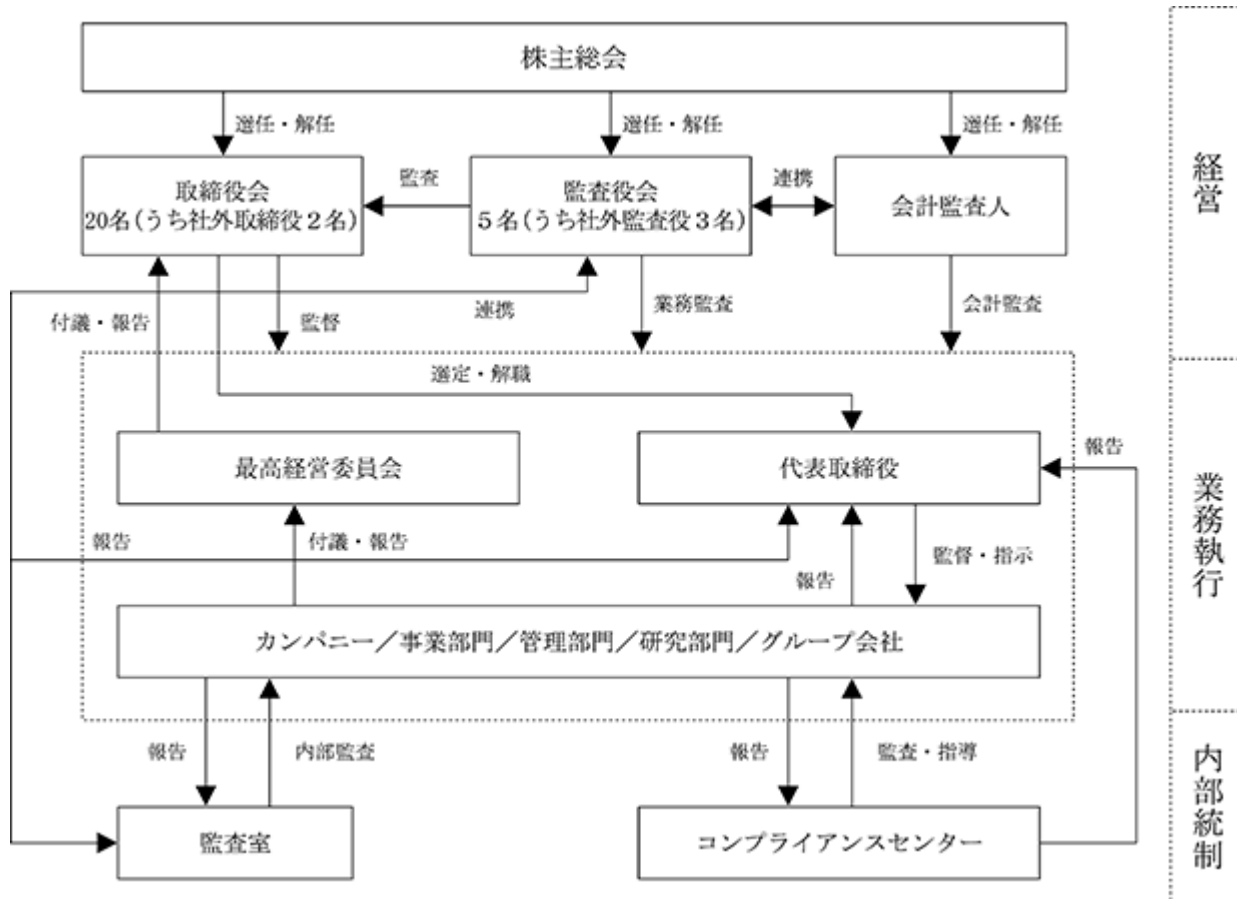 株主総会
選任・解任
選任・解任
選任・解任
取締役会
20名(うち社外取締役2名)
監査
監査役会
5名(うち社外監査役3名)
連携
会計監査人
経営
付議・報告
監督
連携
業務監査
会計監査
選定・解職
最高経営委員会
代表取締役
報告
業務執行
報告
付議・報告
報告
監督・指示
カンパニー/事業部門/管理部門/研究部門/グループ会社
報告
内部監査
報告
監査・指導
内部統制
監査室
コンプライアンスセンター